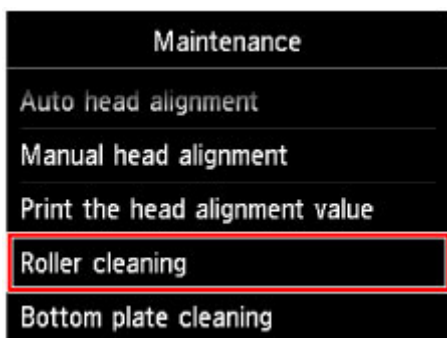 Maintenance
Auto head alignment
Manual head alignment
Print the head alignment value
Roller cleaning
Bottom plate cleaning